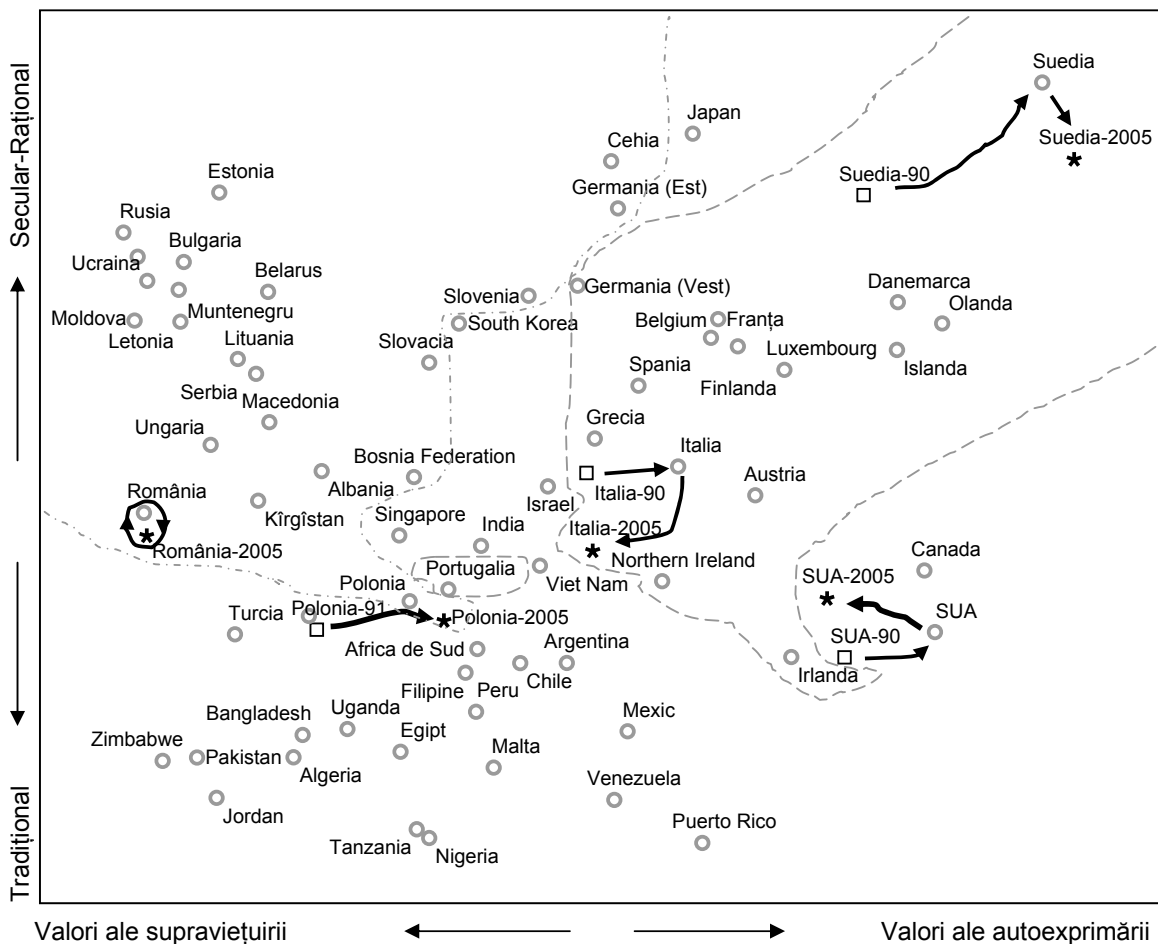 Suedia
Japan
Cehia
Suedia-2005
Suedia-90
Estonia
Germania (Est)
Rusia
Bulgaria
Ucraina
Belarus
Danemarca
Slovenia
Germania (Vest)
Olanda
Muntenegru
Moldova
South Korea
Belgium
Franța
Letonia
Lituania
Slovacia
Luxembourg
Spania
Islanda
Finlanda
Serbia
Macedonia
Grecia
Ungaria
Italia
Bosnia Federation
Austria
Albania
Israel
Italia-90
România
Kîrgîstan
Singapore
India
Italia-2005
România-2005
Northern Ireland
Canada
Portugalia
Viet Nam
SUA-2005
Polonia
Polonia-91
Turcia
Polonia-2005
SUA
SUA-90
Africa de Sud
Argentina
Irlanda
Chile
Filipine
Peru
Uganda
Bangladesh
Mexic
Zimbabwe
Egipt
Pakistan
Malta
Algeria
Venezuela
Jordan
Puerto Rico
Tanzania
Nigeria
Secular-Rațional
Tradițional
Valori ale supraviețuirii
Valori ale autoexprimării